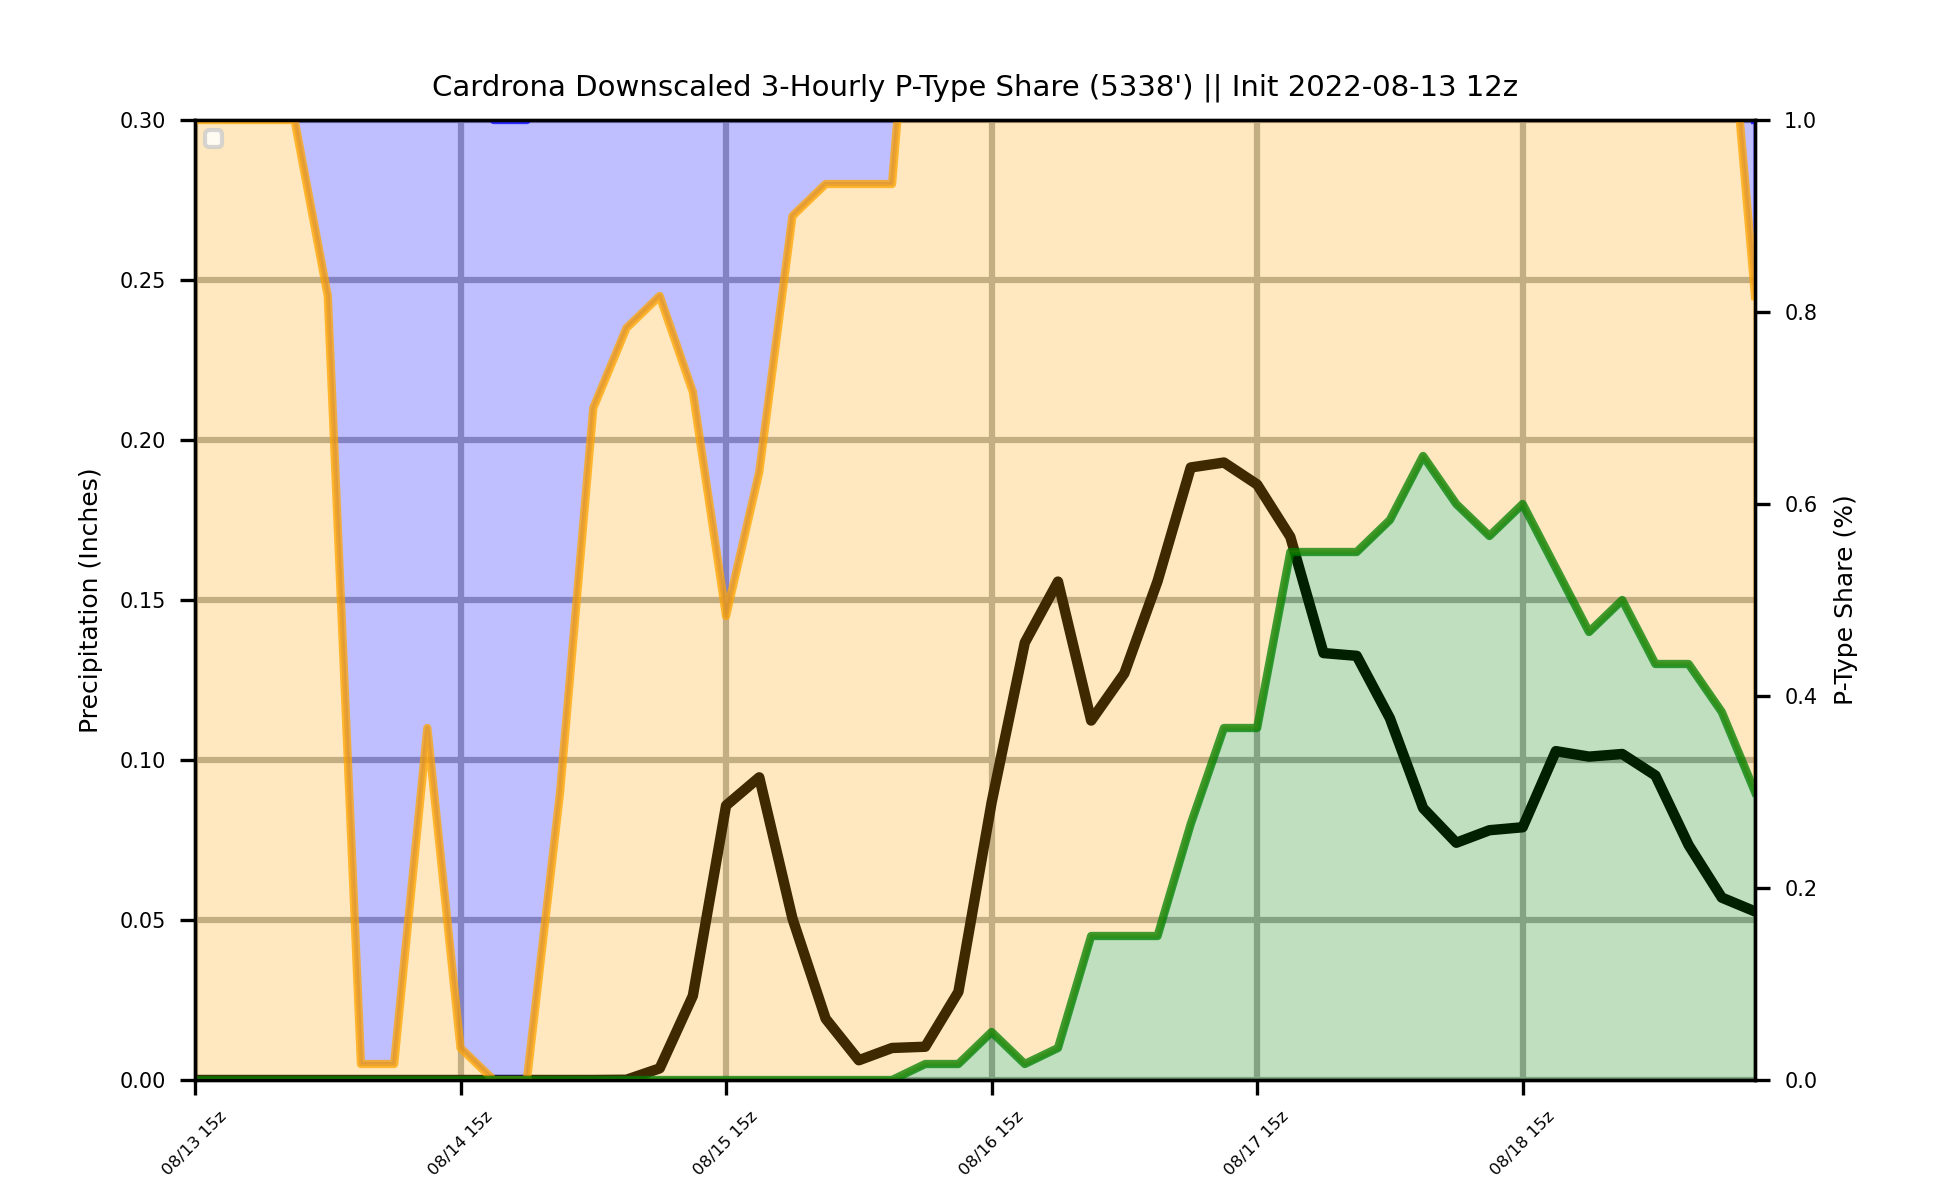 Cardrona Downscaled 3-Hourly P-Type Share (5338') || Init 2022-08-13 12z
0.30
0.25
0.20
0.15
0.10
0.05
0.00
Precipitation (Inches)
1.0
0.8
0.6
0.4
0.2
0.0
P-Type Share (%)
08/13 15z
08/14 15z
08/15 15z
08/16 15z
08/17 15z
08/18 15z